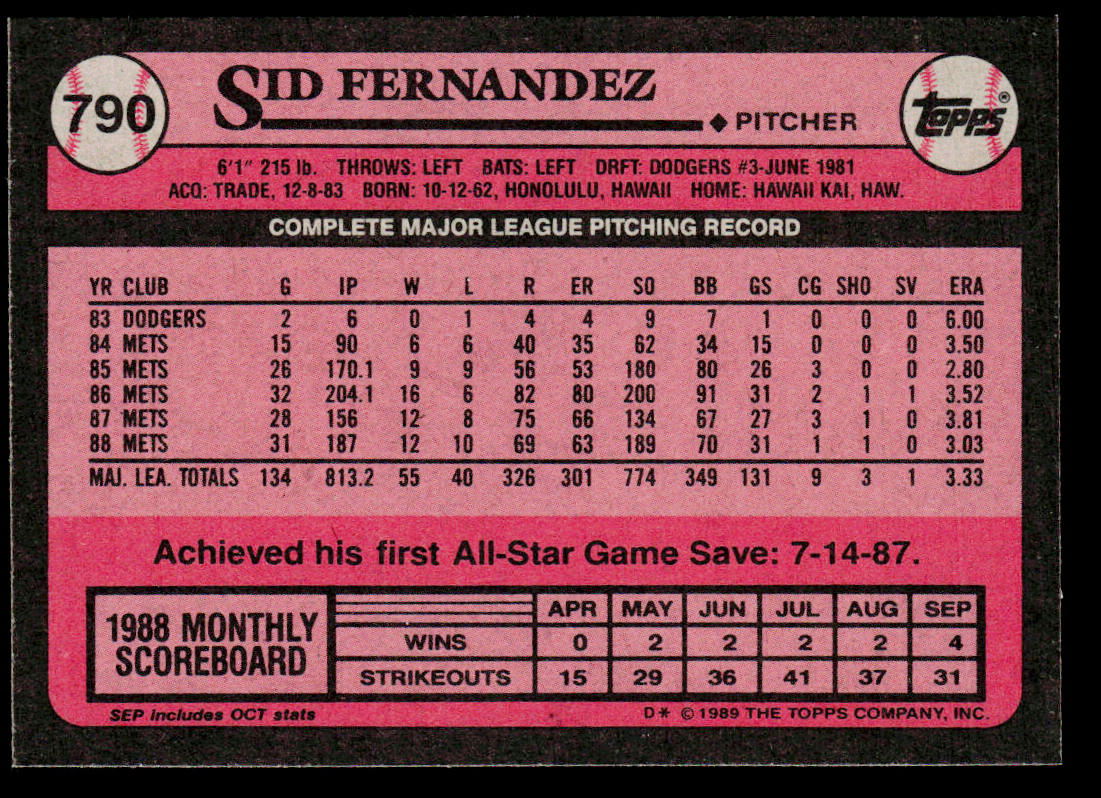 790
SID FERNANDEZ
◆ PITCHER
topps®
6'1" 215 lb. THROWS: LEFT BATS: LEFT DRFT: DODGERS #3-JUNE 1981
ACQ: TRADE, 12-8-83 BORN: 10-12-62, HONOLULU, HAWAII HOME: HAWAII KAI, HAW.
COMPLETE MAJOR LEAGUE PITCHING RECORD
YR CLUB G IP W L R ER SO BB GS CG SHO SV ERA
83 DODGERS 2 6 0 1 4 4 9 7 1 0 0 0 6.00
84 METS 15 90 6 6 40 35 62 34 15 0 0 0 3.50
85 METS 26 170.1 9 9 56 53 180 80 26 3 0 0 2.80
86 METS 32 204.1 16 6 82 80 200 91 31 2 1 1 3.52
87 METS 28 156 12 8 75 66 134 67 27 3 1 0 3.81
88 METS 31 187 12 10 69 63 189 70 31 1 1 0 3.03
MAJ. LEA. TOTALS 134 813.2 55 40 326 301 774 349 131 9 3 1 3.33
Achieved his first All-Star Game Save: 7-14-87.
1988 MONTHLY SCOREBOARD
APR MAY JUN JUL AUG SEP
WINS 0 2 2 2 2 4
STRIKEOUTS 15 29 36 41 37 31
SEP includes OCT stats
D* © 1989 THE TOPPS COMPANY, INC.